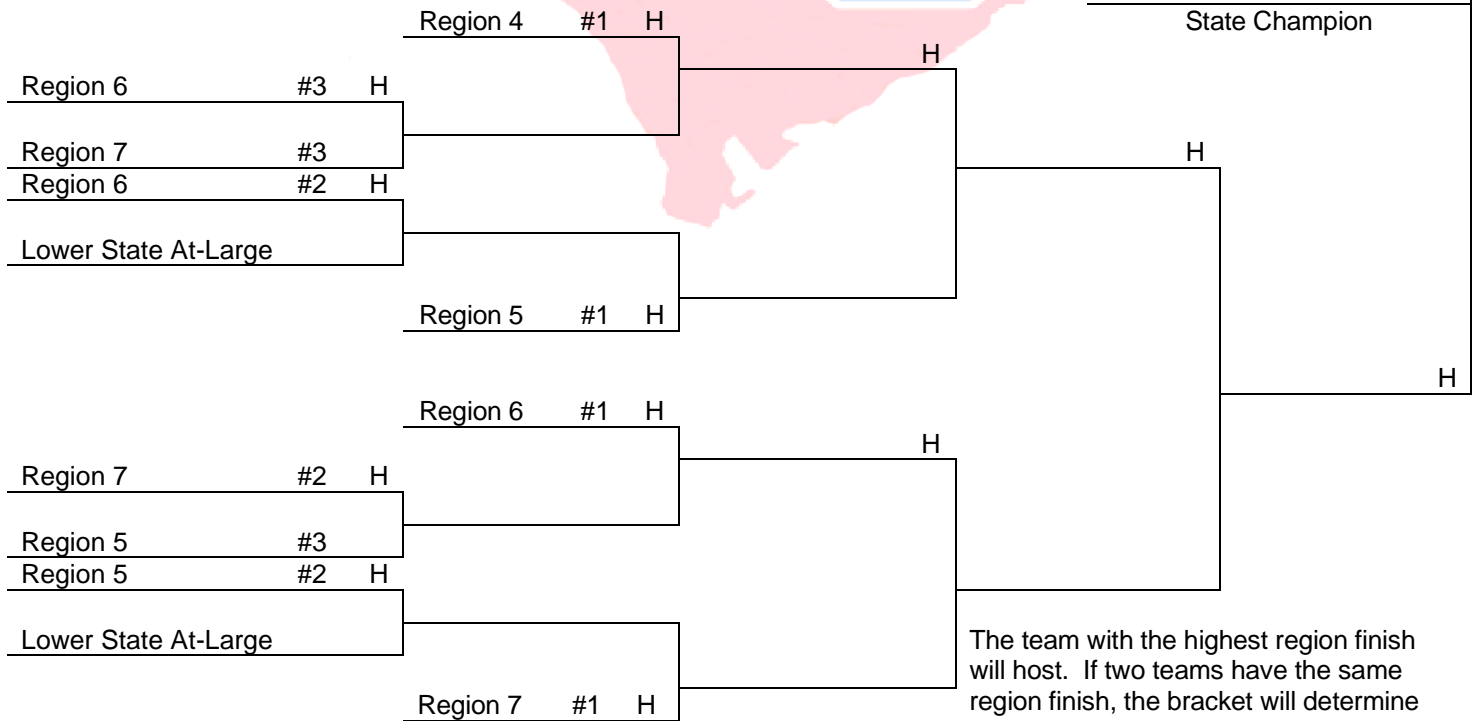 Region 4 #1 H
State Champion
H
Region 6 #3 H
Region 7 #3
H
Region 6 #2 H
Lower State At-Large
Region 5 #1 H
H
Region 6 #1 H
H
Region 7 #2 H
Region 5 #3
Region 5 #2 H
Lower State At-Large
The team with the highest region finish
will host. If two teams have the same
region finish, the bracket will determine
Region 7 #1 H